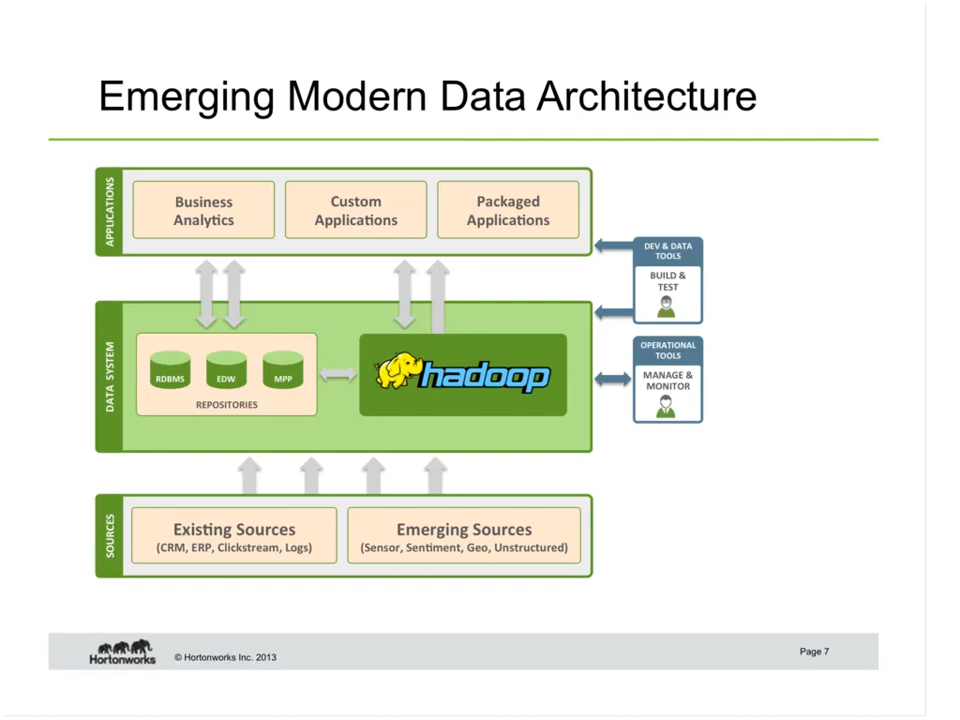 Emerging Modern Data Architecture
APPLICATIONS
Business
Analytics
Custom
Applications
Packaged
Applications
DEV & DATA
TOOLS
BUILD &
TEST
DATA SYSTEM
RDBMS
EDW
MPP
REPOSITORIES
hadoop
OPERATIONAL
TOOLS
MANAGE &
MONITOR
SOURCES
Existing Sources
(CRM, ERP, Clickstream, Logs)
Emerging Sources
(Sensor, Sentiment, Geo, Unstructured)
Hortonworks
© Hortonworks Inc. 2013
Page 7